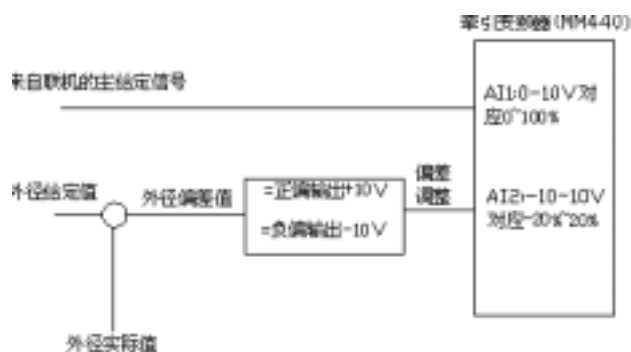 牵引变频器(MM440)
来自联机的主给定信号
AI1:0-10V对
应0~100%
外径给定值
外径偏差值
=正偏输出+10V
=负偏输出-10V
偏差
调整
AI2:-10-10V
对应-20%~20%
外径实际值